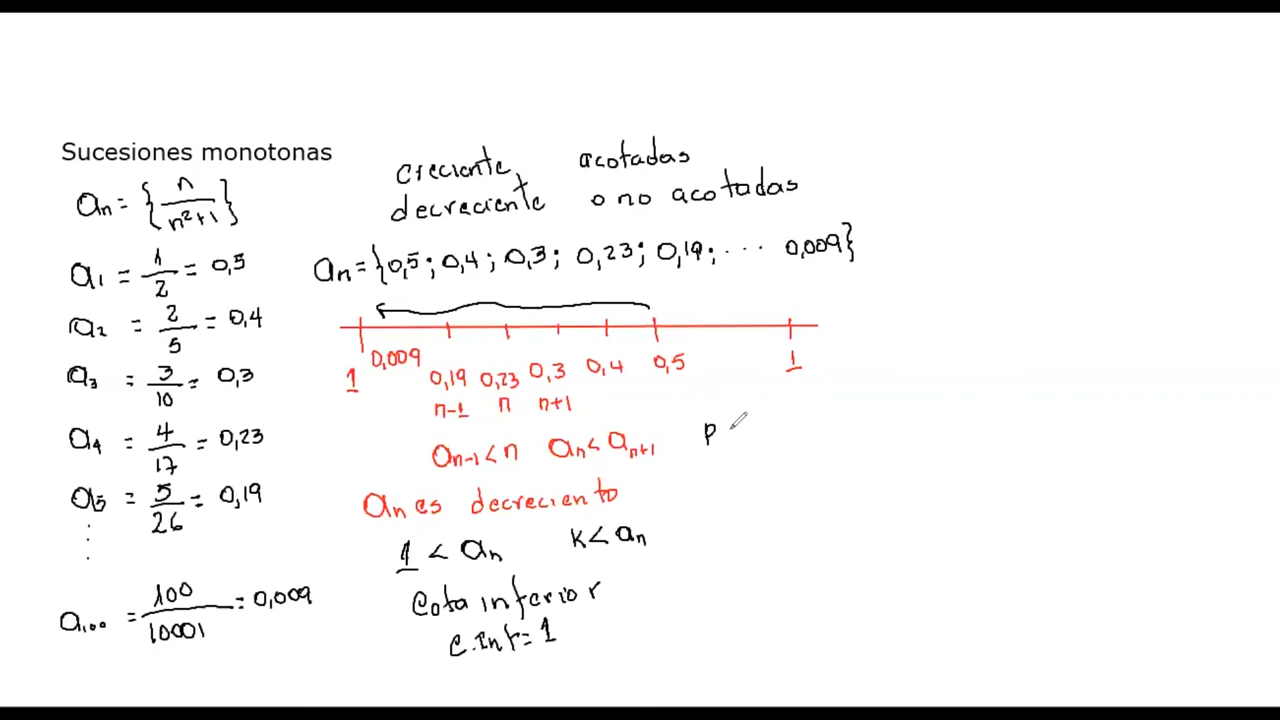 Sucesiones monotonas
creciente acotadas
decreciente o no acotadas
an = { n / n²+1 }
an = {0,5; 0,4; 0,3; 0,23; 0,19; ... 0,009}
a1 = 1/2 = 0,5
a2 = 2/5 = 0,4
a3 = 3/10 = 0,3
a4 = 4/17 = 0,23
a5 = 5/26 = 0,19
⋮
a100 = 100/10001 = 0,009
1 0,009 0,19 0,23 0,3 0,4 0,5 1
n-1 n n+1
an-1 < n an < an+1 P
an es decreciento
1 < an k < an
Cota inferior
C.Inf = 1